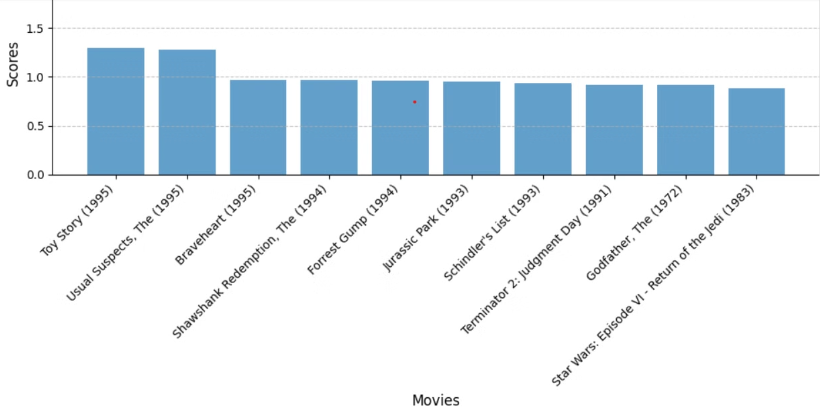 1.5
1.0
0.5
0.0
Scores
Toy Story (1995)
Usual Suspects, The (1995)
Braveheart (1995)
Shawshank Redemption, The (1994)
Forrest Gump (1994)
Jurassic Park (1993)
Schindler's List (1993)
Terminator 2: Judgment Day (1991)
Godfather, The (1972)
Star Wars: Episode VI - Return of the Jedi (1983)
Movies